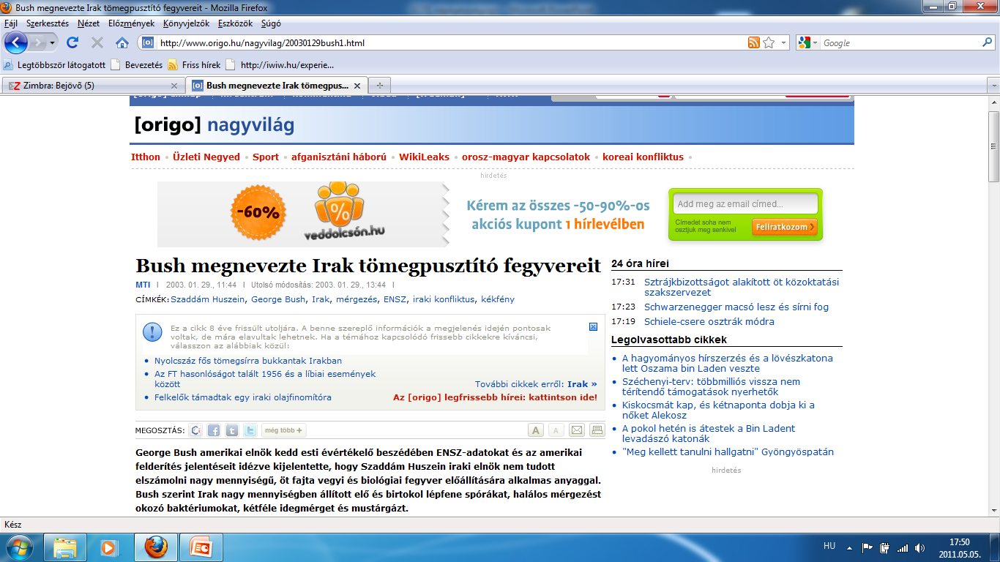 Bush megnevezte Irak tömegpusztító fegyvereit - Mozilla Firefox
Fájl Szerkesztés Nézet Előzmények Könyvjelzők Eszközök Súgó
http://www.origo.hu/nagyvilag/20030129bush1.html
Google
Legtöbbször látogatott Bevezetés Friss hírek http://iwiw.hu/experie...
Zimbra: Bejövő (5)
Bush megnevezte Irak tömegpus...
[origo] nagyvilág
Itthon • Üzleti Negyed • Sport • afganisztáni háború • WikiLeaks • orosz-magyar kapcsolatok • koreai konfliktus •
hirdetés
-60%
%
veddolcsón.hu
Kérem az összes -50-90%-os
akciós kupont 1 hírlevélben
Add meg az email címed...
Címedet soha nem
osztjuk meg senkivel
Feliratkozom >
Bush megnevezte Irak tömegpusztító fegyvereit
MTI | 2003. 01. 29., 11:44 | Utolsó módosítás: 2003. 01. 29., 13:44 |
CÍMKÉK: Szaddám Huszein, George Bush, Irak, mérgezés, ENSZ, iraki konfliktus, kékfény
Ez a cikk 8 éve frissült utoljára. A benne szereplő információk a megjelenés idején pontosak
voltak, de mára elavultak lehetnek. Ha a témához kapcsolódó frissebb cikkekre kíváncsi,
válasszon az alábbiak közül:
• Nyolcszáz fős tömegsírra bukkantak Irakban
• Az FT hasonlóságot talált 1956 és a líbiai események
között
• Felkelők támadtak egy iraki olajfinomítóra
További cikkek erről: Irak »
Az [origo] legfrissebb hírei: kattintson ide!
MEGOSZTÁS:
még több +
A A
George Bush amerikai elnök kedd esti évértékelő beszédében ENSZ-adatokat és az amerikai
felderítés jelentéseit idézve kijelentette, hogy Szaddám Huszein iraki elnök nem tudott
elszámolni nagy mennyiségű, öt fajta vegyi és biológiai fegyver előállítására alkalmas anyaggal.
Bush szerint Irak nagy mennyiségben állított elő és birtokol lépfene spórákat, halálos mérgezést
okozó baktériumokat, kétféle idegmérget és mustárgázt.
24 óra hírei
17:31 Sztrájkbizottságot alakított öt közoktatási
szakszervezet
17:23 Schwarzenegger macsó lesz és sírni fog
17:19 Schiele-csere osztrák módra
Legolvasottabb cikkek
• A hagyományos hírszerzés és a lövészkatona
lett Oszama bin Laden veszte
• Széchenyi-terv: többmilliós vissza nem
térítendő támogatások nyerhetők
• Kiskocsmát kap, és kétnaponta dobja ki a
nőket Alekosz
• A pokol hetén is átestek a Bin Ladent
levadászó katonák
• "Meg kellett tanulni hallgatni" Gyöngyöspatán
hirdetés
Kész
HU
17:50
2011.05.05.